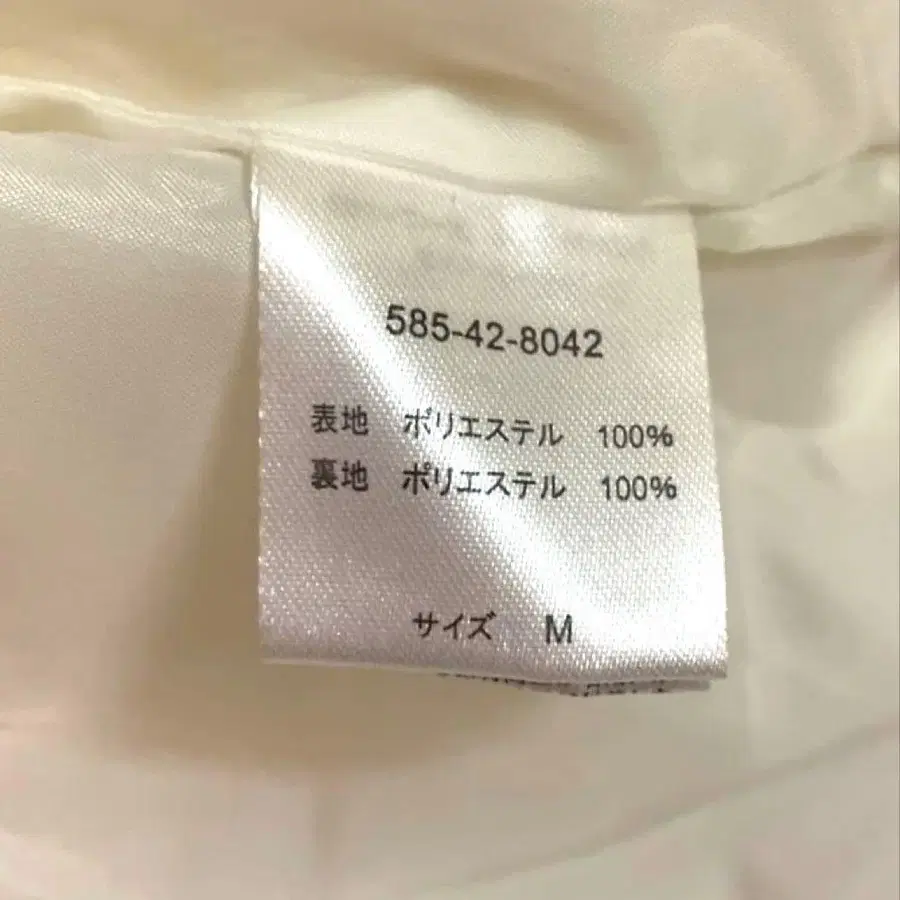 585-42-8042
表地 ポリエステル 100%
裏地 ポリエステル 100%
サイズ M